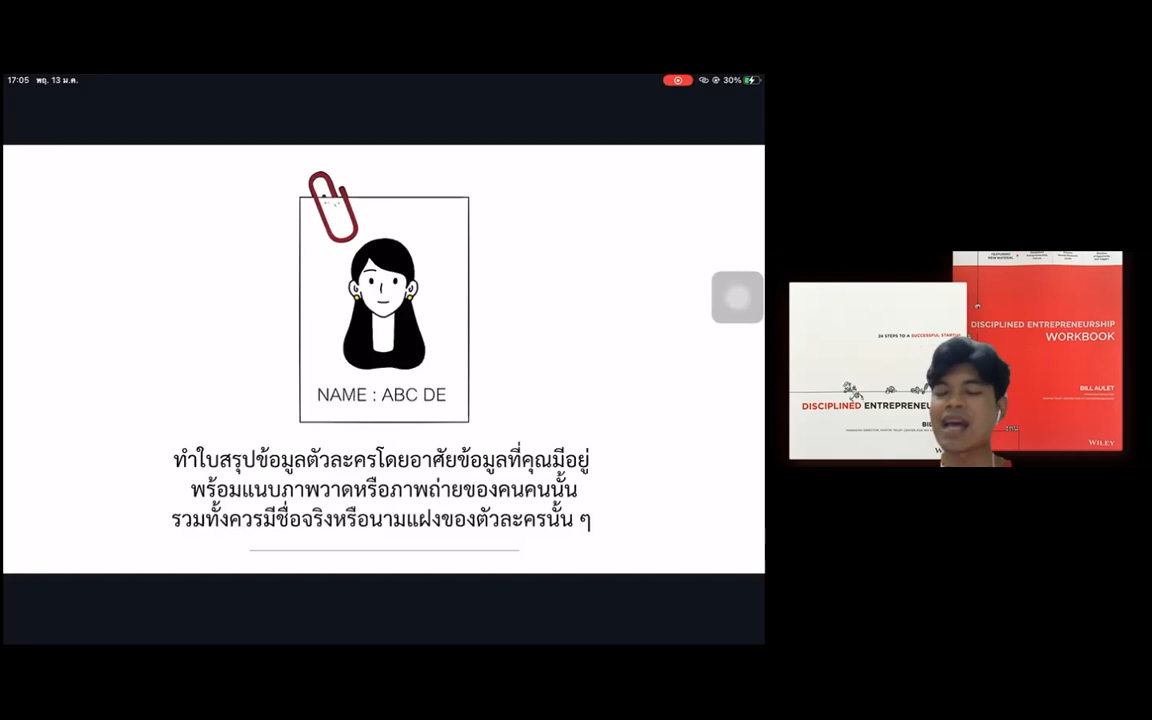 17:05 พฤ. 13 ม.ค.
30%
NAME : ABC DE
ทำใบสรุปข้อมูลตัวละครโดยอาศัยข้อมูลที่คุณมีอยู่
พร้อมแนบภาพวาดหรือภาพถ่ายของคนคนนั้น
รวมทั้งควรมีชื่อจริงหรือนามแฝงของตัวละครนั้น ๆ
24 STEPS TO A SUCCESSFUL STARTUP
DISCIPLINED ENTREPRENEU
DISCIPLINED ENTREPRENEURSHIP
WORKBOOK
BILL AULET
WILEY